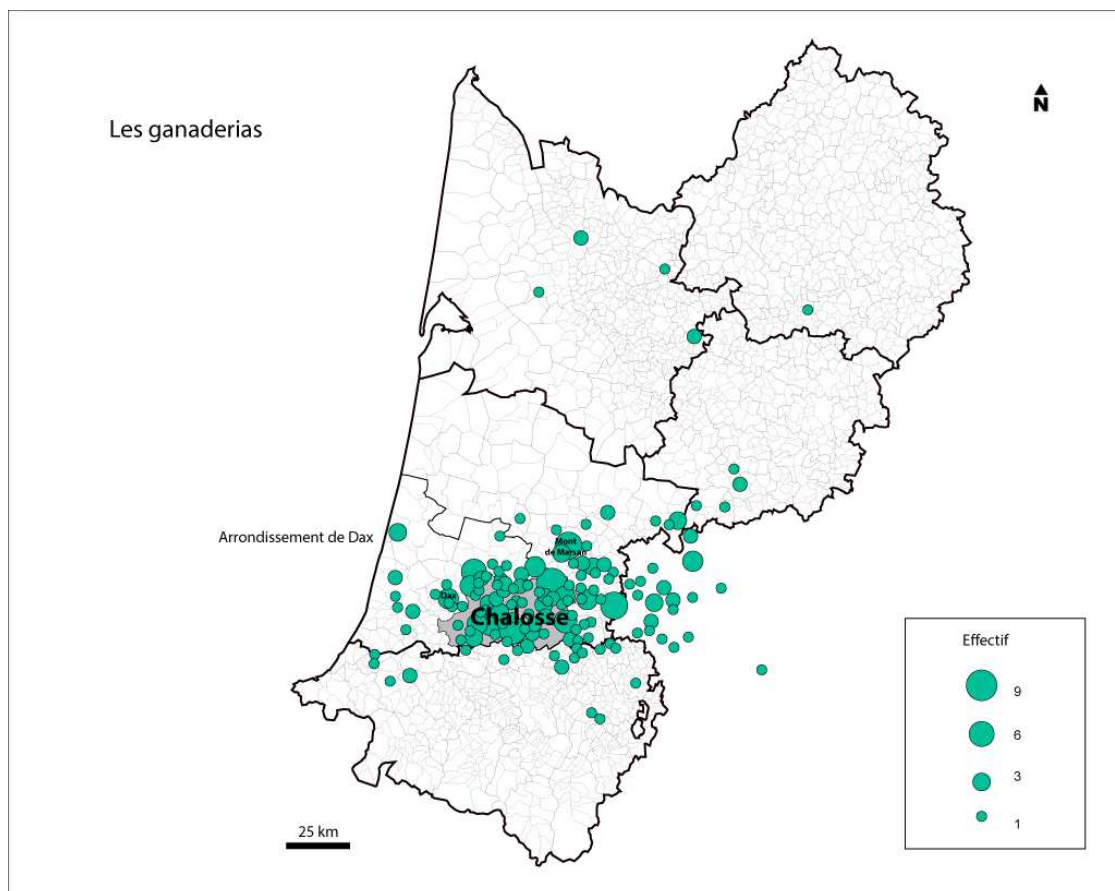 Les ganaderias
N
Arrondissement de Dax
Mont
de Marsan
Dax
Chalosse
Effectif
9
6
3
1
25 km